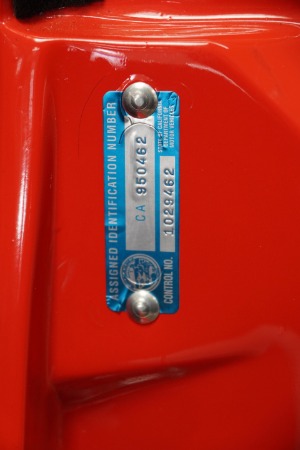 ASSIGNED IDENTIFICATION NUMBER
CA 950462
STATE OF CALIFORNIA
DEPARTMENT OF
MOTOR VEHICLES
CONTROL NO. 1029462